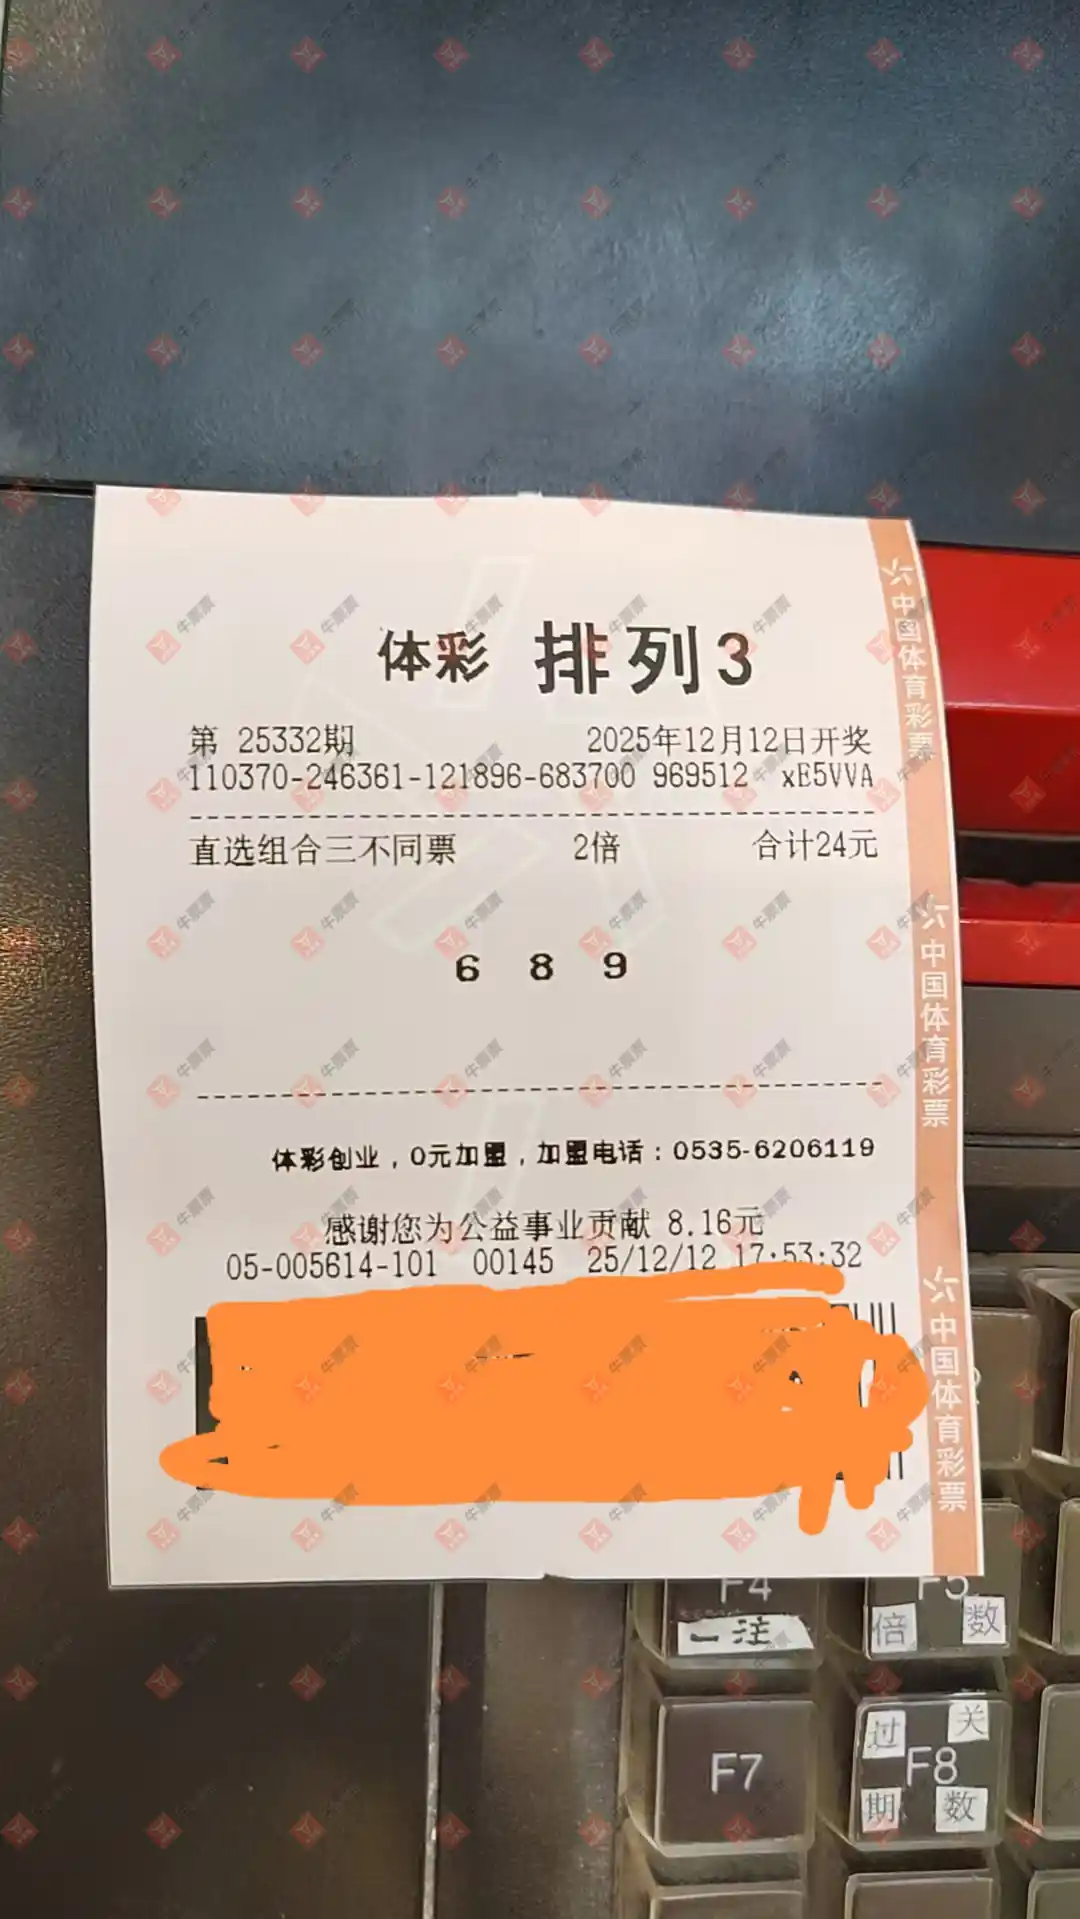 体彩 排列3
第 25332期 2025年12月12日开奖
110370-246361-121896-683700 969512 xE5VVA
直选组合三不同票 2倍 合计24元
6 8 9
体彩创业，0元加盟，加盟电话：0535-6206119
感谢您为公益事业贡献 8.16元
05-005614-101 00145 25/12/12 17:53:32
中国体育彩票
中国体育彩票
中国体育彩票
F4
一注
F5
倍 数
F7
过 关
F8
期 数
牛票票